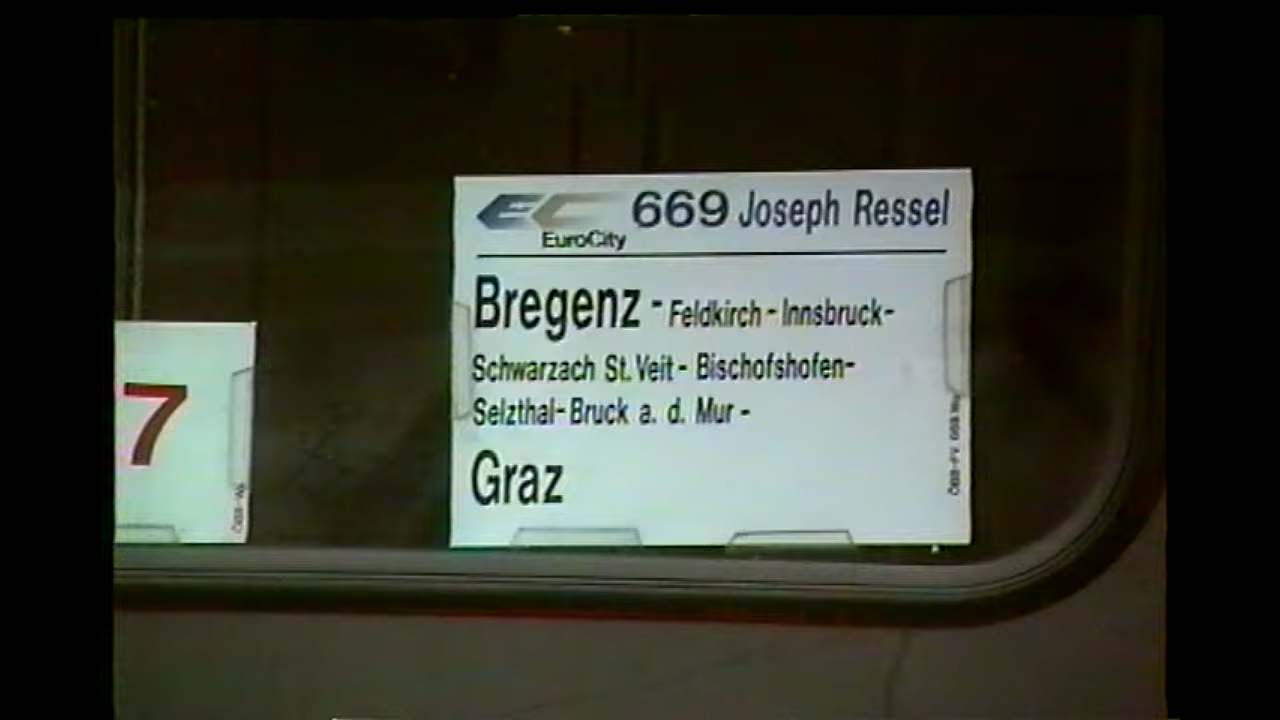 EC 669 Joseph Ressel
EuroCity
Bregenz - Feldkirch - Innsbruck-
Schwarzach St. Veit - Bischofshofen-
Selzthal- Bruck a. d. Mur -
Graz
7